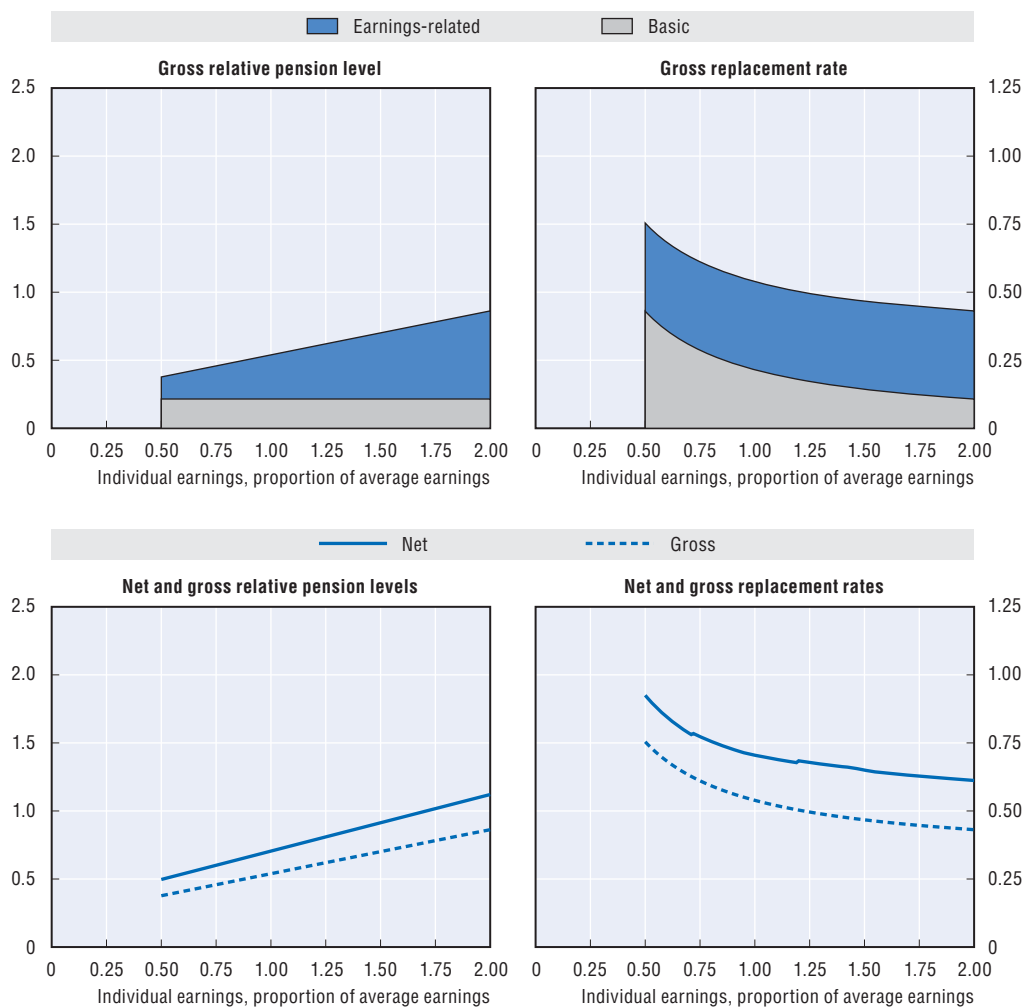 Earnings-related Basic
Gross relative pension level
2.5
2.0
1.5
1.0
0.5
0
0 0.25 0.50 0.75 1.00 1.25 1.50 1.75 2.00
Individual earnings, proportion of average earnings
Gross replacement rate
1.25
1.00
0.75
0.50
0.25
0
0 0.25 0.50 0.75 1.00 1.25 1.50 1.75 2.00
Individual earnings, proportion of average earnings
Net Gross
Net and gross relative pension levels
2.5
2.0
1.5
1.0
0.5
0
0 0.25 0.50 0.75 1.00 1.25 1.50 1.75 2.00
Individual earnings, proportion of average earnings
Net and gross replacement rates
1.25
1.00
0.75
0.50
0.25
0
0 0.25 0.50 0.75 1.00 1.25 1.50 1.75 2.00
Individual earnings, proportion of average earnings